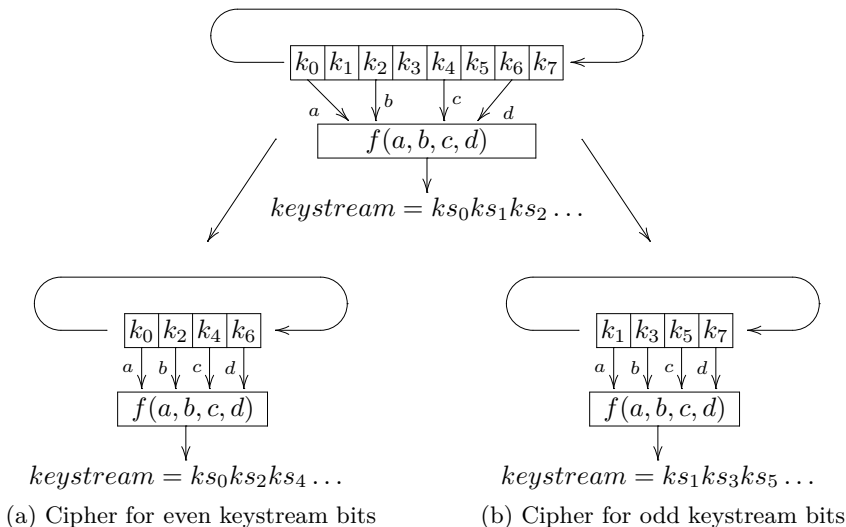 k₀ k₁ k₂ k₃ k₄ k₅ k₆ k₇
a b c d
f(a, b, c, d)
keystream = ks₀ks₁ks₂ . . .
k₀ k₂ k₄ k₆
a b c d
f(a, b, c, d)
keystream = ks₀ks₂ks₄ . . .
(a) Cipher for even keystream bits
k₁ k₃ k₅ k₇
a b c d
f(a, b, c, d)
keystream = ks₁ks₃ks₅ . . .
(b) Cipher for odd keystream bits